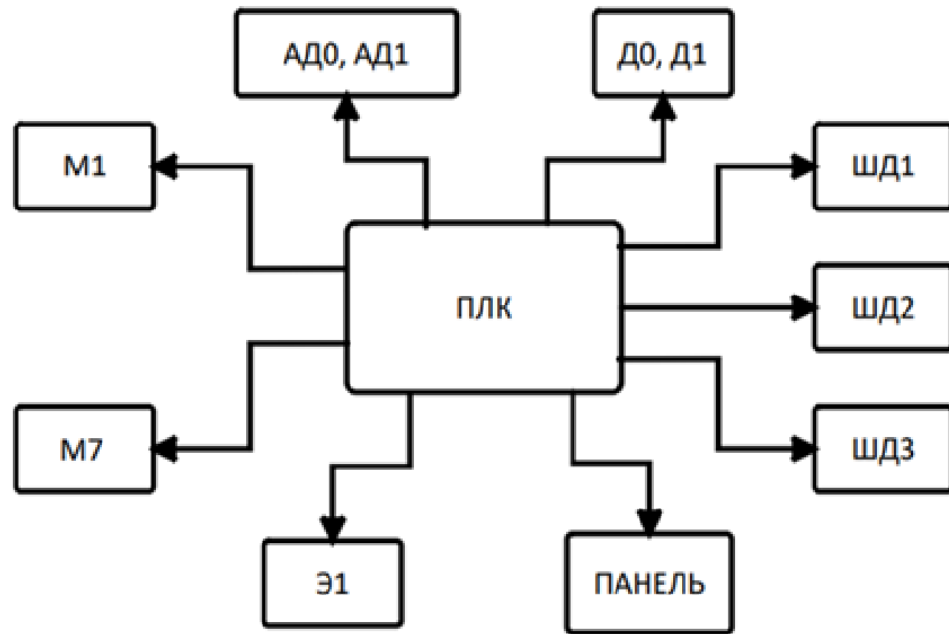 АД0, АД1
Д0, Д1
М1
ШД1
ПЛК
ШД2
М7
ШД3
Э1
ПАНЕЛЬ